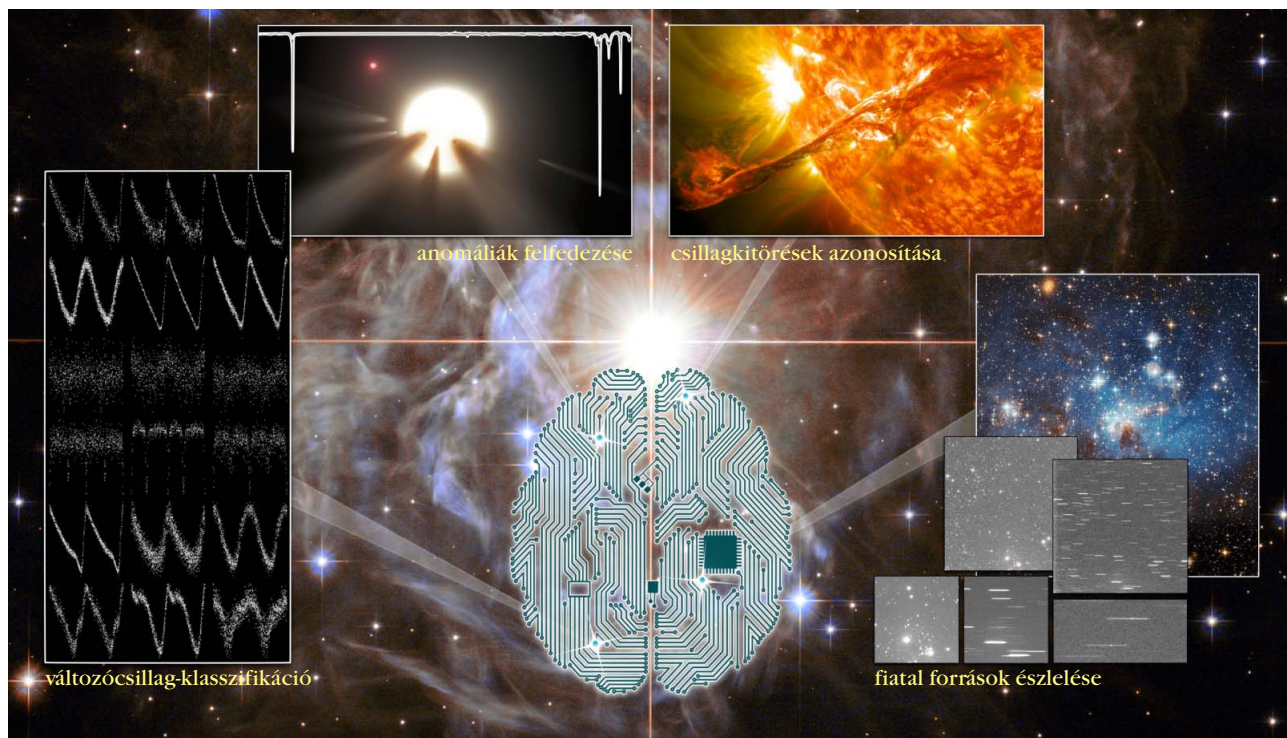 anomáliák felfedezése
csillagkitörések azonosítása
változócsillag-klasszifikáció
fiatal források észlelése